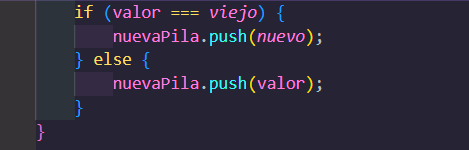 if (valor === viejo) {
nuevaPila.push(nuevo);
} else {
nuevaPila.push(valor);
}
}